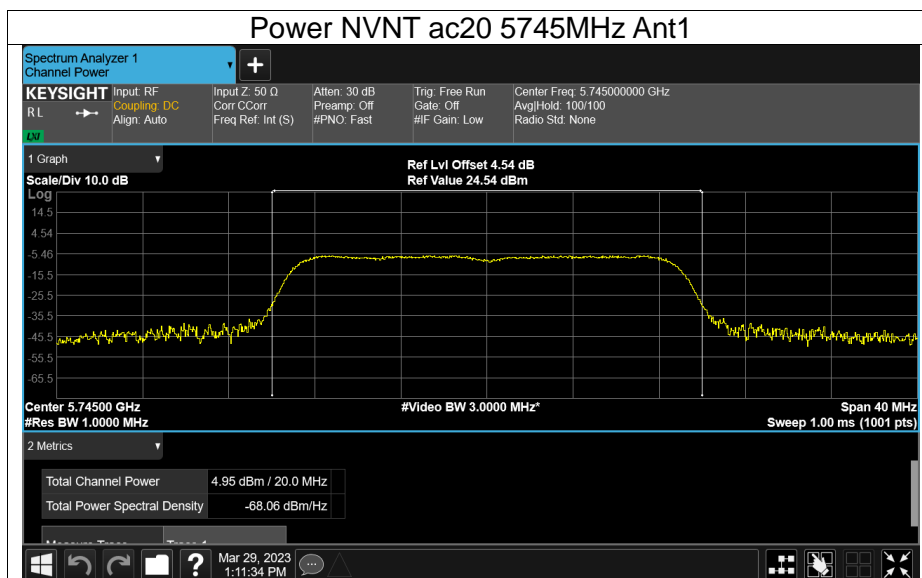 Power NVNT ac20 5745MHz Ant1
Spectrum Analyzer 1
Channel Power
KEYSIGHT
R L
LXI
Input: RF
Coupling: DC
Align: Auto
Input Z: 50 Ω
Corr CCorr
Freq Ref: Int (S)
Atten: 30 dB
Preamp: Off
#PNO: Fast
Trig: Free Run
Gate: Off
#IF Gain: Low
Center Freq: 5.745000000 GHz
Avg|Hold: 100/100
Radio Std: None
1 Graph
Scale/Div 10.0 dB
Ref Lvl Offset 4.54 dB
Ref Value 24.54 dBm
Log
14.5
4.54
-5.46
-15.5
-25.5
-35.5
-45.5
-55.5
-65.5
Center 5.74500 GHz
#Res BW 1.0000 MHz
#Video BW 3.0000 MHz*
Span 40 MHz
Sweep 1.00 ms (1001 pts)
2 Metrics
Total Channel Power 4.95 dBm / 20.0 MHz
Total Power Spectral Density -68.06 dBm/Hz
Mar 29, 2023
1:11:34 PM